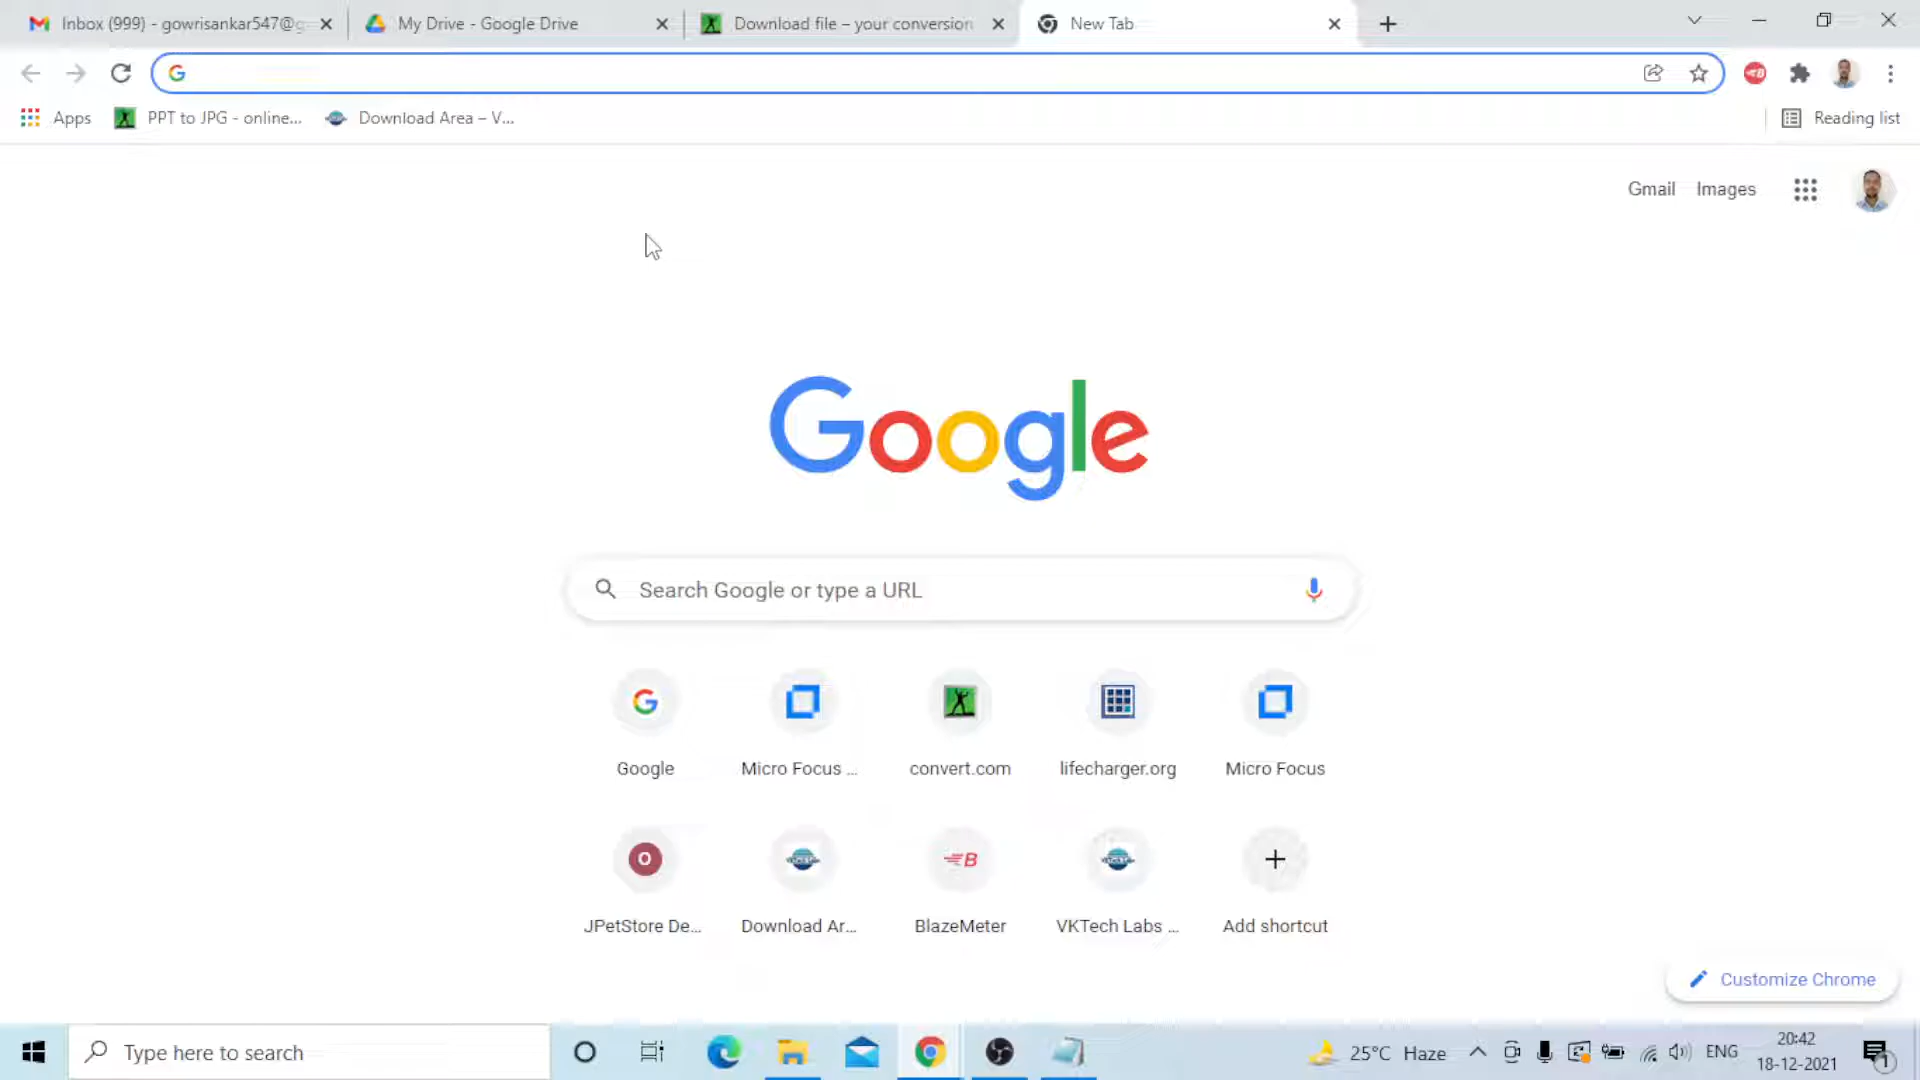 Inbox (999) - gowrisankar547@g
My Drive - Google Drive
Download file – your conversion
New Tab
Apps
PPT to JPG - online...
Download Area – V...
Reading list
Gmail
Images
Google
Search Google or type a URL
Google
Micro Focus ...
convert.com
lifecharger.org
Micro Focus
O
B
JPetStore De...
Download Ar...
BlazeMeter
VKTech Labs ...
Add shortcut
Customize Chrome
Type here to search
25°C Haze
ENG
20:42
18-12-2021
1